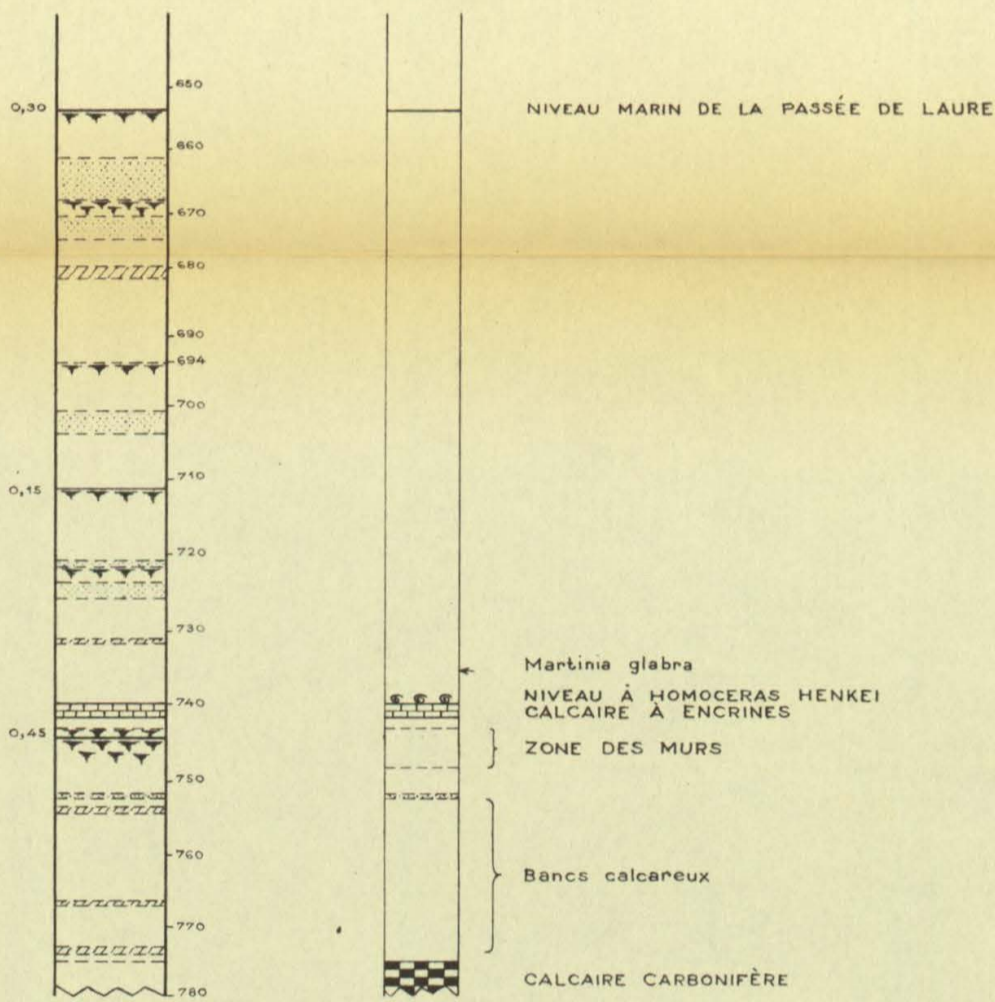 650
0,30
NIVEAU MARIN DE LA PASSÉE DE LAURE
660
670
680
690
694
700
710
0,15
720
730
Martinia glabra
740
NIVEAU À HOMOCERAS HENKEI
CALCAIRE À ENCRINES
0,45
ZONE DES MURS
750
760
Bancs calcareux
770
CALCAIRE CARBONIFÈRE
780